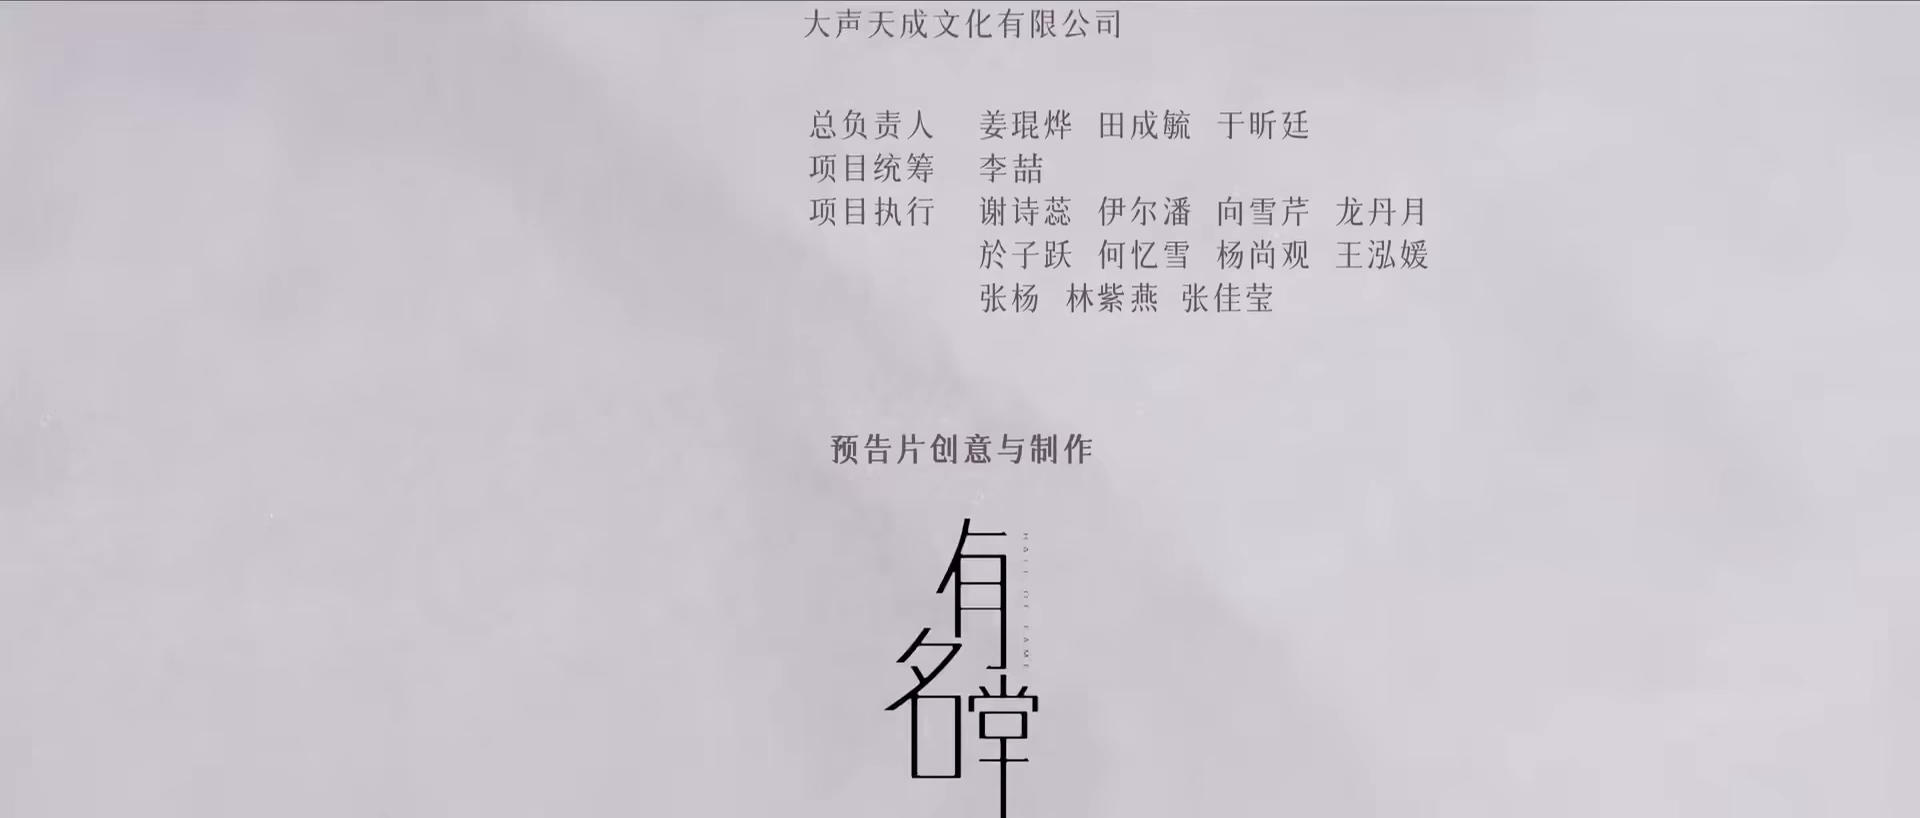 大声天成文化有限公司
总负责人 姜琨烨 田成毓 于昕廷
项目统筹 李喆
项目执行 谢诗蕊 伊尔潘 向雪芹 龙丹月
於子跃 何忆雪 杨尚观 王泓媛
张杨 林紫燕 张佳莹
预告片创意与制作
有名堂
HALL OF FAME